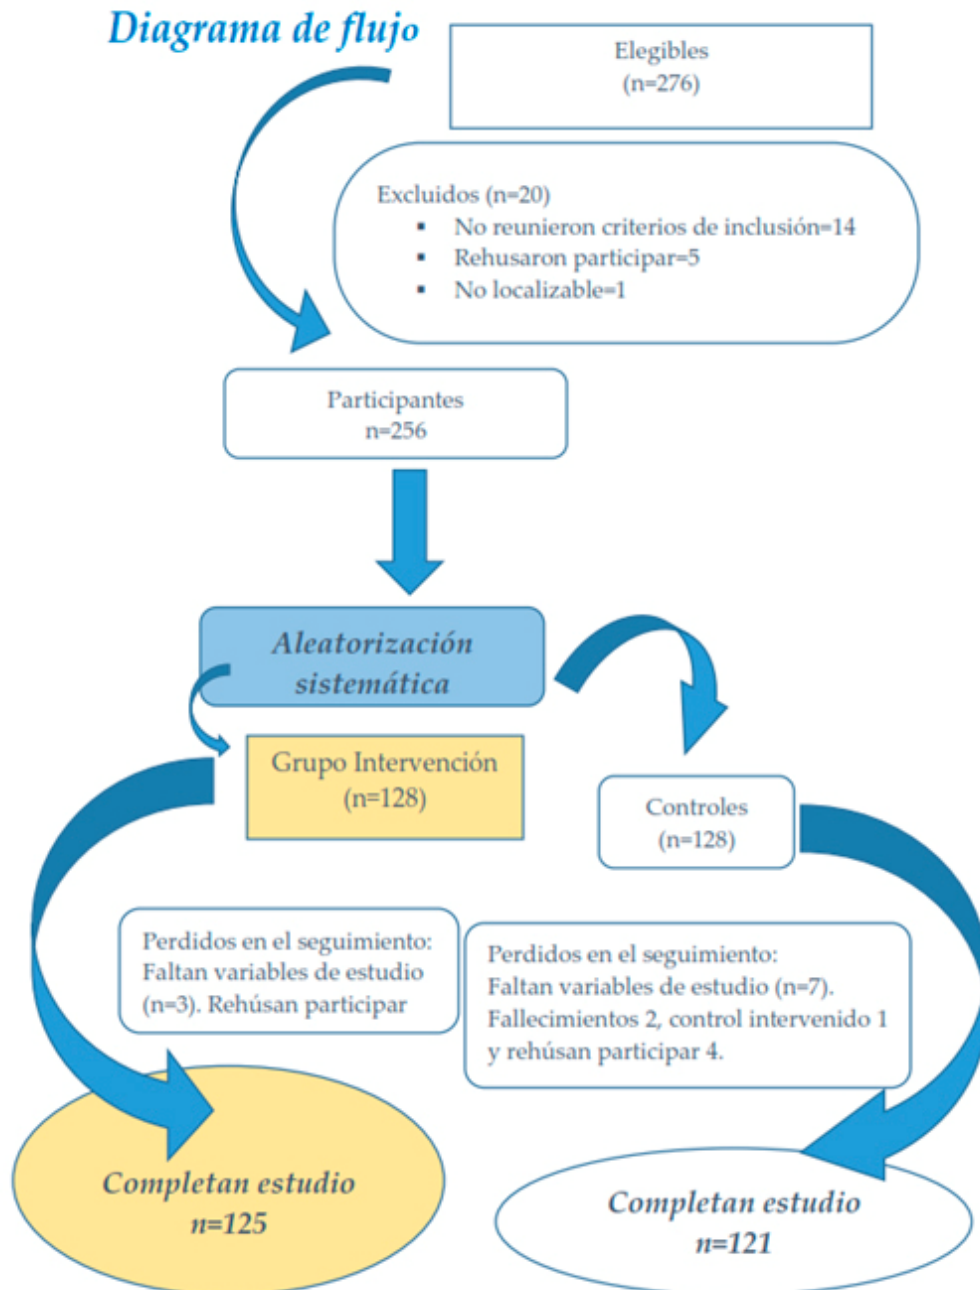 Diagrama de flujo
Elegibles
(n=276)
Excluidos (n=20)
▪ No reunieron criterios de inclusión=14
▪ Rehusaron participar=5
▪ No localizable=1
Participantes
n=256
Aleatorización
sistemática
Grupo Intervención
(n=128)
Controles
(n=128)
Perdidos en el seguimiento:
Faltan variables de estudio
(n=3). Rehúsan participar
Perdidos en el seguimiento:
Faltan variables de estudio (n=7).
Fallecimientos 2, control intervenido 1
y rehúsan participar 4.
Completan estudio
n=125
Completan estudio
n=121